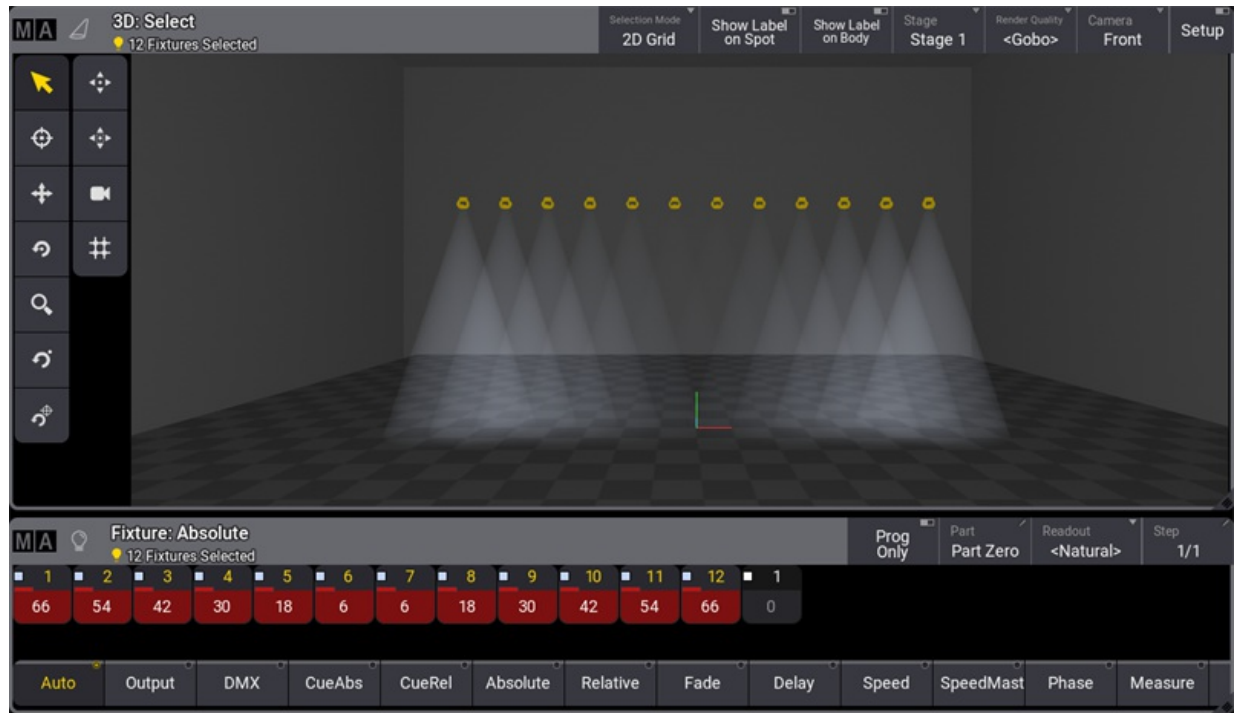 MA
3D: Select
12 Fixtures Selected
Selection Mode
2D Grid
Show Label
on Spot
Show Label
on Body
Stage
Stage 1
Render Quality
<Gobo>
Camera
Front
Setup
MA
Fixture: Absolute
12 Fixtures Selected
Prog
Only
Part
Part Zero
Readout
<Natural>
Step
1/1
1 2 3 4 5 6 7 8 9 10 11 12 1
66 54 42 30 18 6 6 18 30 42 54 66 0
Auto Output DMX CueAbs CueRel Absolute Relative Fade Delay Speed SpeedMast Phase Measure